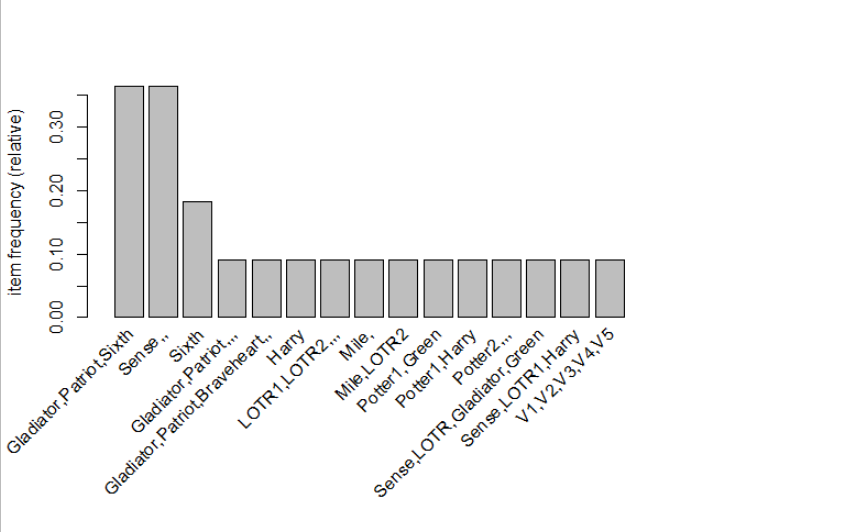 item frequency (relative)
0.30
0.20
0.10
0.00
Gladiator,Patriot,Sixth
Sense,,
Sixth
Gladiator,Patriot,,,
Gladiator,Patriot,Braveheart,,
Harry
LOTR1,LOTR2,,,
Mile,
Mile,LOTR2
Potter1,Green
Potter1,Harry
Potter2,,,
Sense,LOTR,Gladiator,Green
Sense,LOTR1,Harry
V1,V2,V3,V4,V5